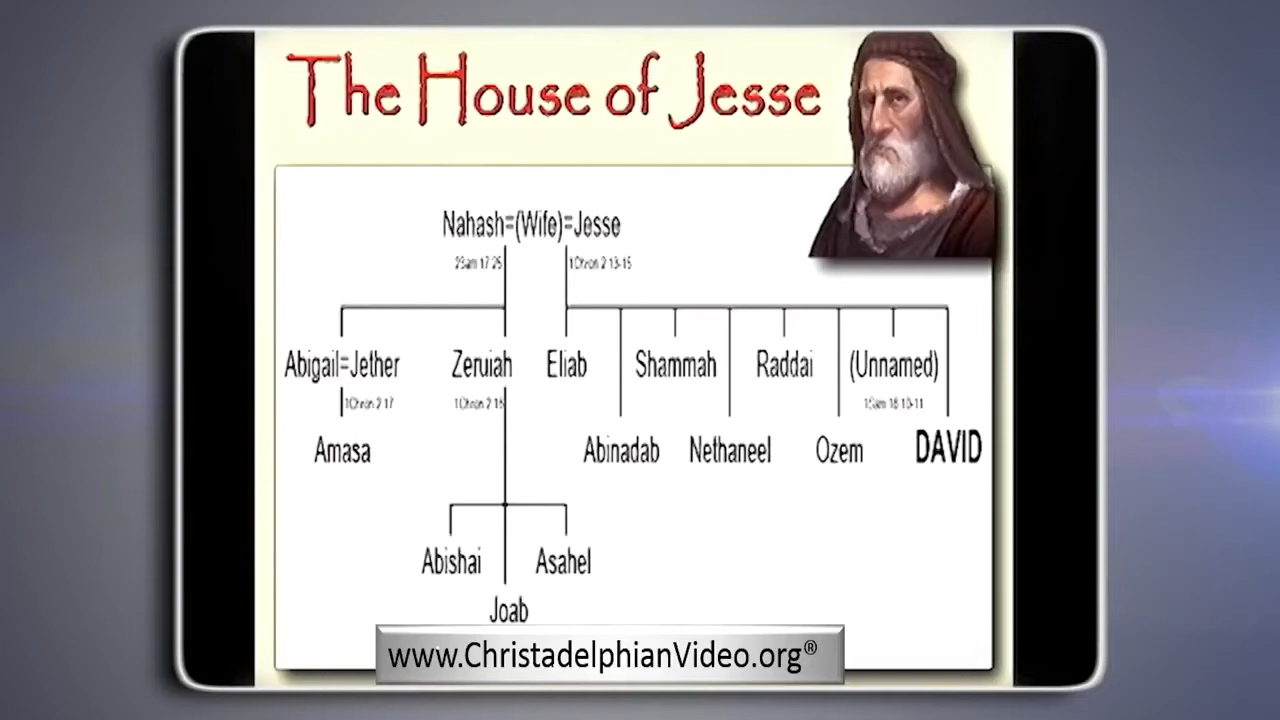 The House of Jesse
Nahash=(Wife)=Jesse
2Sam 17 25
1Chron 2 13-15
Abigail=Jether
Zeruiah
Eliab
Shammah
Raddai
(Unnamed)
1Chron 2 17
1Chron 2 16
1Sam 16 10-11
Amasa
Abinadab
Nethaneel
Ozem
DAVID
Abishai
Asahel
Joab
www.ChristadelphianVideo.org®